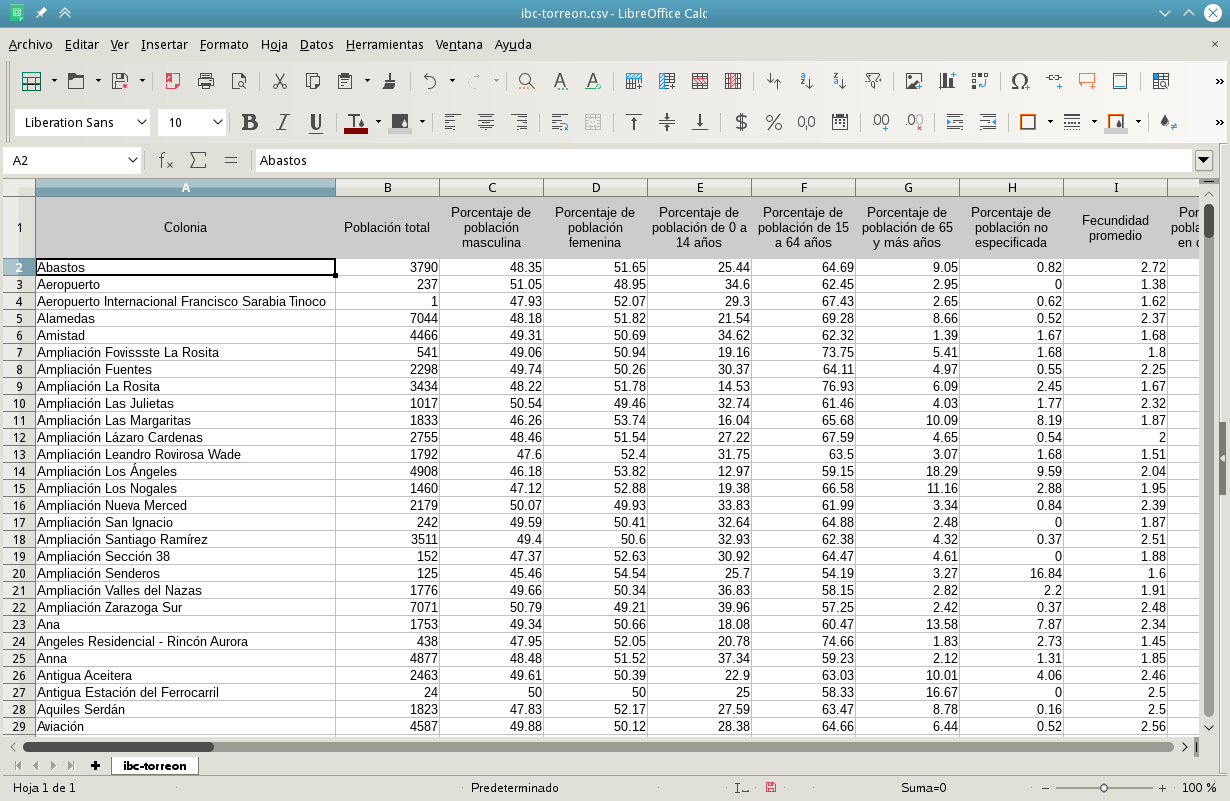 ibc-torreon.csv - LibreOffice Calc
Archivo Editar Ver Insertar Formato Hoja Datos Herramientas Ventana Ayuda
Liberation Sans 10
A2 Abastos
A B C D E F G H I
1 Colonia Población total Porcentaje de población masculina Porcentaje de población femenina Porcentaje de población de 0 a 14 años Porcentaje de población de 15 a 64 años Porcentaje de población de 65 y más años Porcentaje de población no especificada Fecundidad promedio
2 Abastos 3790 48.35 51.65 25.44 64.69 9.05 0.82 2.72
3 Aeropuerto 237 51.05 48.95 34.6 62.45 2.95 0 1.38
4 Aeropuerto Internacional Francisco Sarabia Tinoco 1 47.93 52.07 29.3 67.43 2.65 0.62 1.62
5 Alamedas 7044 48.18 51.82 21.54 69.28 8.66 0.52 2.37
6 Amistad 4466 49.31 50.69 34.62 62.32 1.39 1.67 1.68
7 Ampliación Fovissste La Rosita 541 49.06 50.94 19.16 73.75 5.41 1.68 1.8
8 Ampliación Fuentes 2298 49.74 50.26 30.37 64.11 4.97 0.55 2.25
9 Ampliación La Rosita 3434 48.22 51.78 14.53 76.93 6.09 2.45 1.67
10 Ampliación Las Julietas 1017 50.54 49.46 32.74 61.46 4.03 1.77 2.32
11 Ampliación Las Margaritas 1833 46.26 53.74 16.04 65.68 10.09 8.19 1.87
12 Ampliación Lázaro Cardenas 2755 48.46 51.54 27.22 67.59 4.65 0.54 2
13 Ampliación Leandro Rovirosa Wade 1792 47.6 52.4 31.75 63.5 3.07 1.68 1.51
14 Ampliación Los Ángeles 4908 46.18 53.82 12.97 59.15 18.29 9.59 2.04
15 Ampliación Los Nogales 1460 47.12 52.88 19.38 66.58 11.16 2.88 1.95
16 Ampliación Nueva Merced 2179 50.07 49.93 33.83 61.99 3.34 0.84 2.39
17 Ampliación San Ignacio 242 49.59 50.41 32.64 64.88 2.48 0 1.87
18 Ampliación Santiago Ramírez 3511 49.4 50.6 32.93 62.38 4.32 0.37 2.51
19 Ampliación Sección 38 152 47.37 52.63 30.92 64.47 4.61 0 1.88
20 Ampliación Senderos 125 45.46 54.54 25.7 54.19 3.27 16.84 1.6
21 Ampliación Valles del Nazas 1776 49.66 50.34 36.83 58.15 2.82 2.2 1.91
22 Ampliación Zarazoga Sur 7071 50.79 49.21 39.96 57.25 2.42 0.37 2.48
23 Ana 1753 49.34 50.66 18.08 60.47 13.58 7.87 2.34
24 Angeles Residencial - Rincón Aurora 438 47.95 52.05 20.78 74.66 1.83 2.73 1.45
25 Anna 4877 48.48 51.52 37.34 59.23 2.12 1.31 1.85
26 Antigua Aceitera 2463 49.61 50.39 22.9 63.03 10.01 4.06 2.46
27 Antigua Estación del Ferrocarril 24 50 50 25 58.33 16.67 0 2.5
28 Aquiles Serdán 1823 47.83 52.17 27.59 63.47 8.78 0.16 2.5
29 Aviación 4587 49.88 50.12 28.38 64.66 6.44 0.52 2.56
ibc-torreon
Hoja 1 de 1 Predeterminado Suma=0 100 %